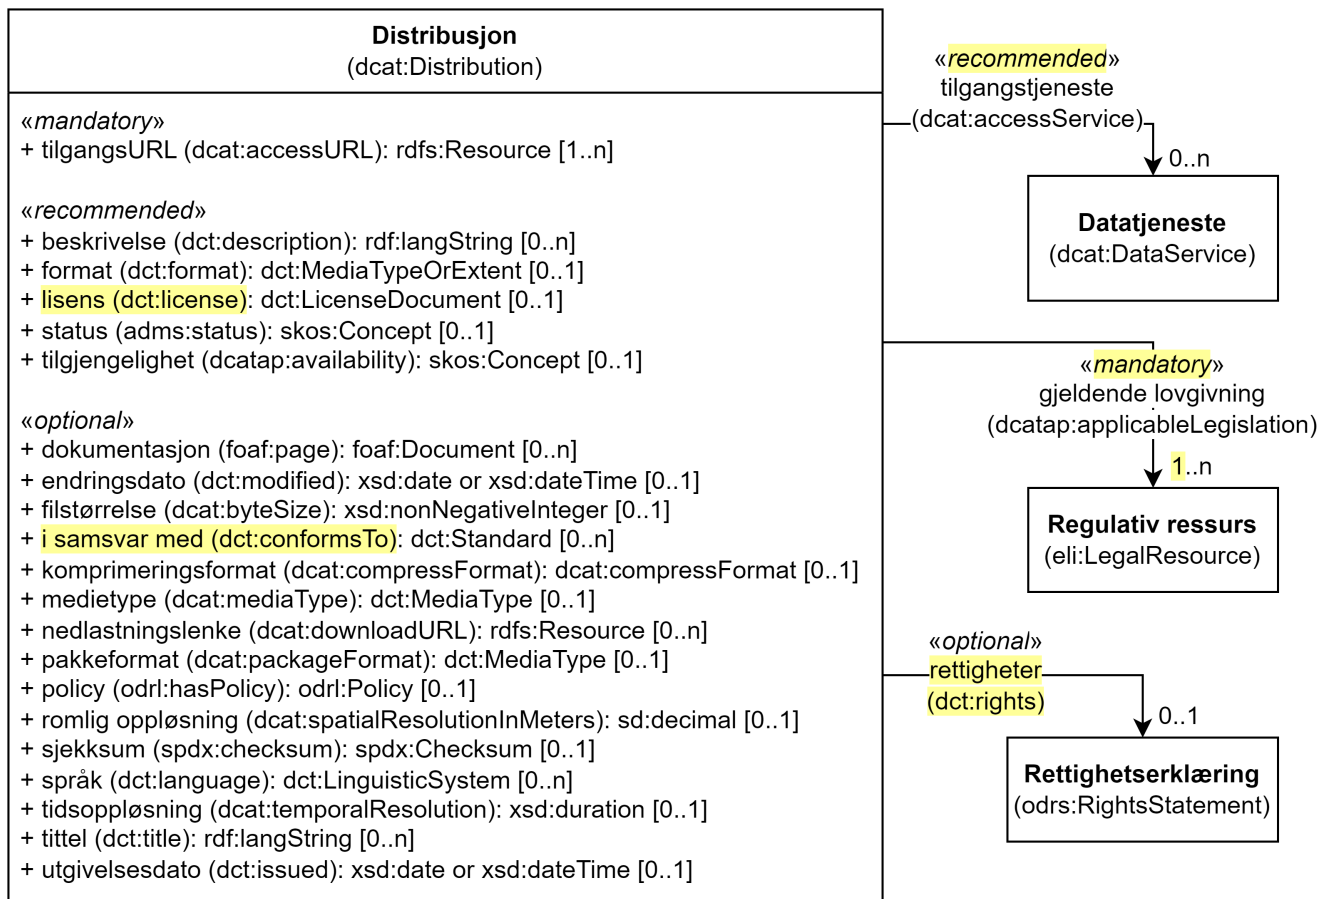 Distribusjon
(dcat:Distribution)
«mandatory»
+ tilgangsURL (dcat:accessURL): rdfs:Resource [1..n]
«recommended»
+ beskrivelse (dct:description): rdf:langString [0..n]
+ format (dct:format): dct:MediaTypeOrExtent [0..1]
+ lisens (dct:license): dct:LicenseDocument [0..1]
+ status (adms:status): skos:Concept [0..1]
+ tilgjengelighet (dcatap:availability): skos:Concept [0..1]
«optional»
+ dokumentasjon (foaf:page): foaf:Document [0..n]
+ endringsdato (dct:modified): xsd:date or xsd:dateTime [0..1]
+ filstørrelse (dcat:byteSize): xsd:nonNegativeInteger [0..1]
+ i samsvar med (dct:conformsTo): dct:Standard [0..n]
+ komprimeringsformat (dcat:compressFormat): dcat:compressFormat [0..1]
+ medietype (dcat:mediaType): dct:MediaType [0..1]
+ nedlastningslenke (dcat:downloadURL): rdfs:Resource [0..n]
+ pakkeformat (dcat:packageFormat): dct:MediaType [0..1]
+ policy (odrl:hasPolicy): odrl:Policy [0..1]
+ romlig oppløsning (dcat:spatialResolutionInMeters): sd:decimal [0..1]
+ sjekksum (spdx:checksum): spdx:Checksum [0..1]
+ språk (dct:language): dct:LinguisticSystem [0..n]
+ tidsoppløsning (dcat:temporalResolution): xsd:duration [0..1]
+ tittel (dct:title): rdf:langString [0..n]
+ utgivelsesdato (dct:issued): xsd:date or xsd:dateTime [0..1]
«recommended»
tilgangstjeneste
(dcat:accessService)
0..n
Datatjeneste
(dcat:DataService)
«mandatory»
gjeldende lovgivning
(dcatap:applicableLegislation)
1..n
Regulativ ressurs
(eli:LegalResource)
«optional»
rettigheter
(dct:rights)
0..1
Rettighetserklæring
(odrs:RightsStatement)